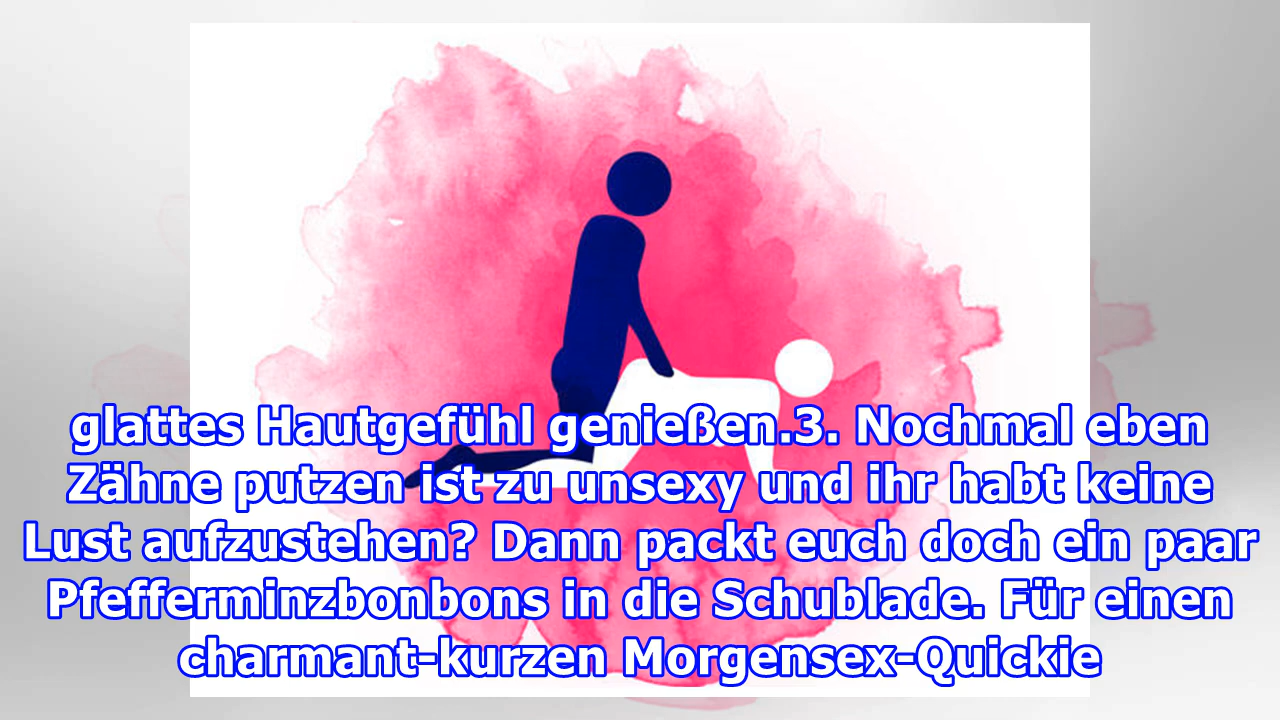 glattes Hautgefühl genießen.3. Nochmal eben
Zähne putzen ist zu unsexy und ihr habt keine
Lust aufzustehen? Dann packt euch doch ein paar
Pfefferminzbonbons in die Schublade. Für einen
charmant-kurzen Morgensex-Quickie